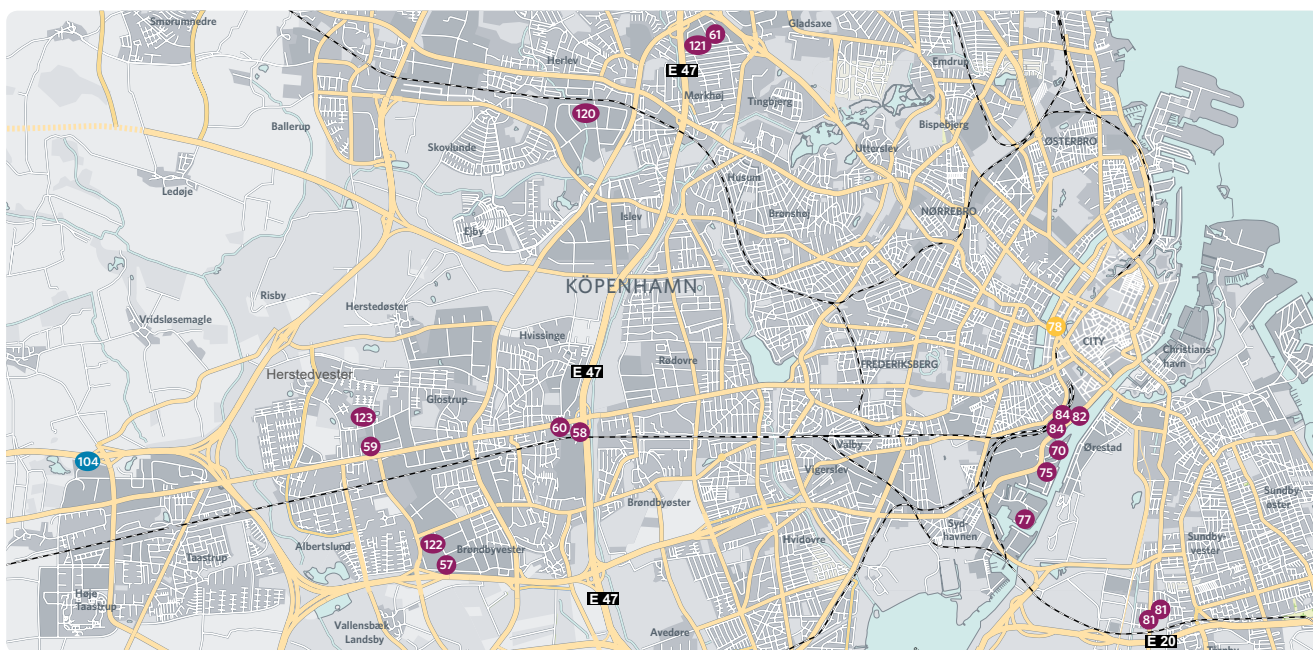 Smørumnedre
Gladsaxe
61
121
Herlev
Emdrup
E 47
Mørkhøj
Tingbjerg
120
Ballerup
Bispebjerg
ØSTERBRO
Skovlunde
Utterslev
Husum
Ledøje
Islev
Brønshøj
NØRREBRO
Ejby
KÖPENHAMN
Risby
Herstedøster
Vridsløsemagle
Hvissinge
78
CITY
Christians-
havn
Rødovre
FREDERIKSBERG
E 47
Herstedvester
Glostrup
123
60
58
84
82
84
59
Valby
70
Ørestad
104
Vigerslev
75
Brøndbyøster
Sundby-
øster
77
Syd-
havnen
Hvidovre
Sundby-
vester
122
Albertslund
Brøndbyvester
Taastrup
57
Høje
Taastrup
E 47
81
81
Vallensbæk
Landsby
Avedøre
E 20